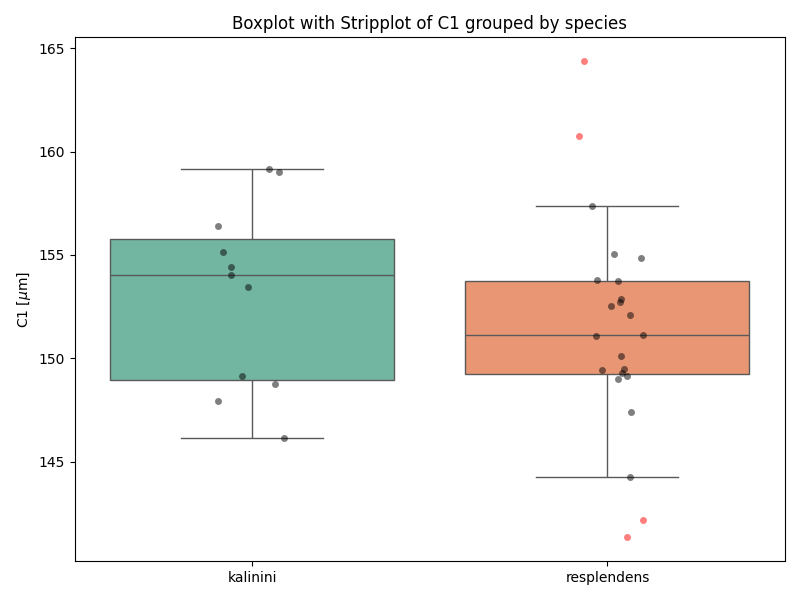 Boxplot with Stripplot of C1 grouped by species
165
160
155
150
145
C1 [μm]
kalinini
resplendens